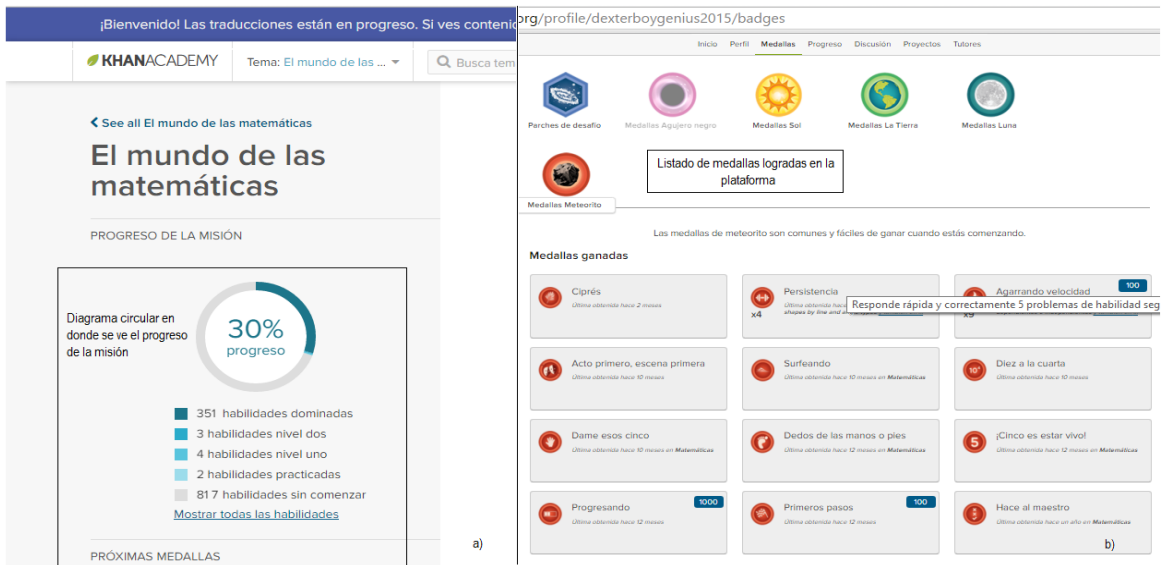 ¡Bienvenido! Las traducciones están en progreso. Si ves conteni
KHANACADEMY
Tema: El mundo de las ...
Busca tem
See all El mundo de las matemáticas
El mundo de las
matemáticas
PROGRESO DE LA MISIÓN
Diagrama circular en
donde se ve el progreso
de la misión
30%
progreso
351 habilidades dominadas
3 habilidades nivel dos
4 habilidades nivel uno
2 habilidades practicadas
817 habilidades sin comenzar
Mostrar todas las habilidades
PRÓXIMAS MEDALLAS
a)
org/profile/dexterboygenius2015/badges
Inicio Perfil Medallas Progreso Discusión Proyectos Tutores
Parches de desafío
Medallas Agujero negro
Medallas Sol
Medallas La Tierra
Medallas Luna
Medallas Meteorito
Listado de medallas logradas en la
plataforma
Las medallas de meteorito son comunes y fáciles de ganar cuando estás comenzando.
Medallas ganadas
Ciprés
Última obtenida hace 2 meses
Persistencia
Última obtenida hac
shapes by line and
x4
Agarrando velocidad
100
x9
Responde rápida y correctamente 5 problemas de habilidad seg
Acto primero, escena primera
Última obtenida hace 10 meses
Surfeando
Última obtenida hace 10 meses en Matemáticas
Diez a la cuarta
Última obtenida hace 10 meses
Dame esos cinco
Última obtenida hace 10 meses en Matemáticas
Dedos de las manos o pies
Última obtenida hace 12 meses en Matemáticas
¡Cinco es estar vivo!
Última obtenida hace 12 meses en Matemáticas
Progresando
1000
Última obtenida hace 12 meses
Primeros pasos
100
Última obtenida hace 12 meses
Hace al maestro
Última obtenida hace un año en Matemáticas
b)